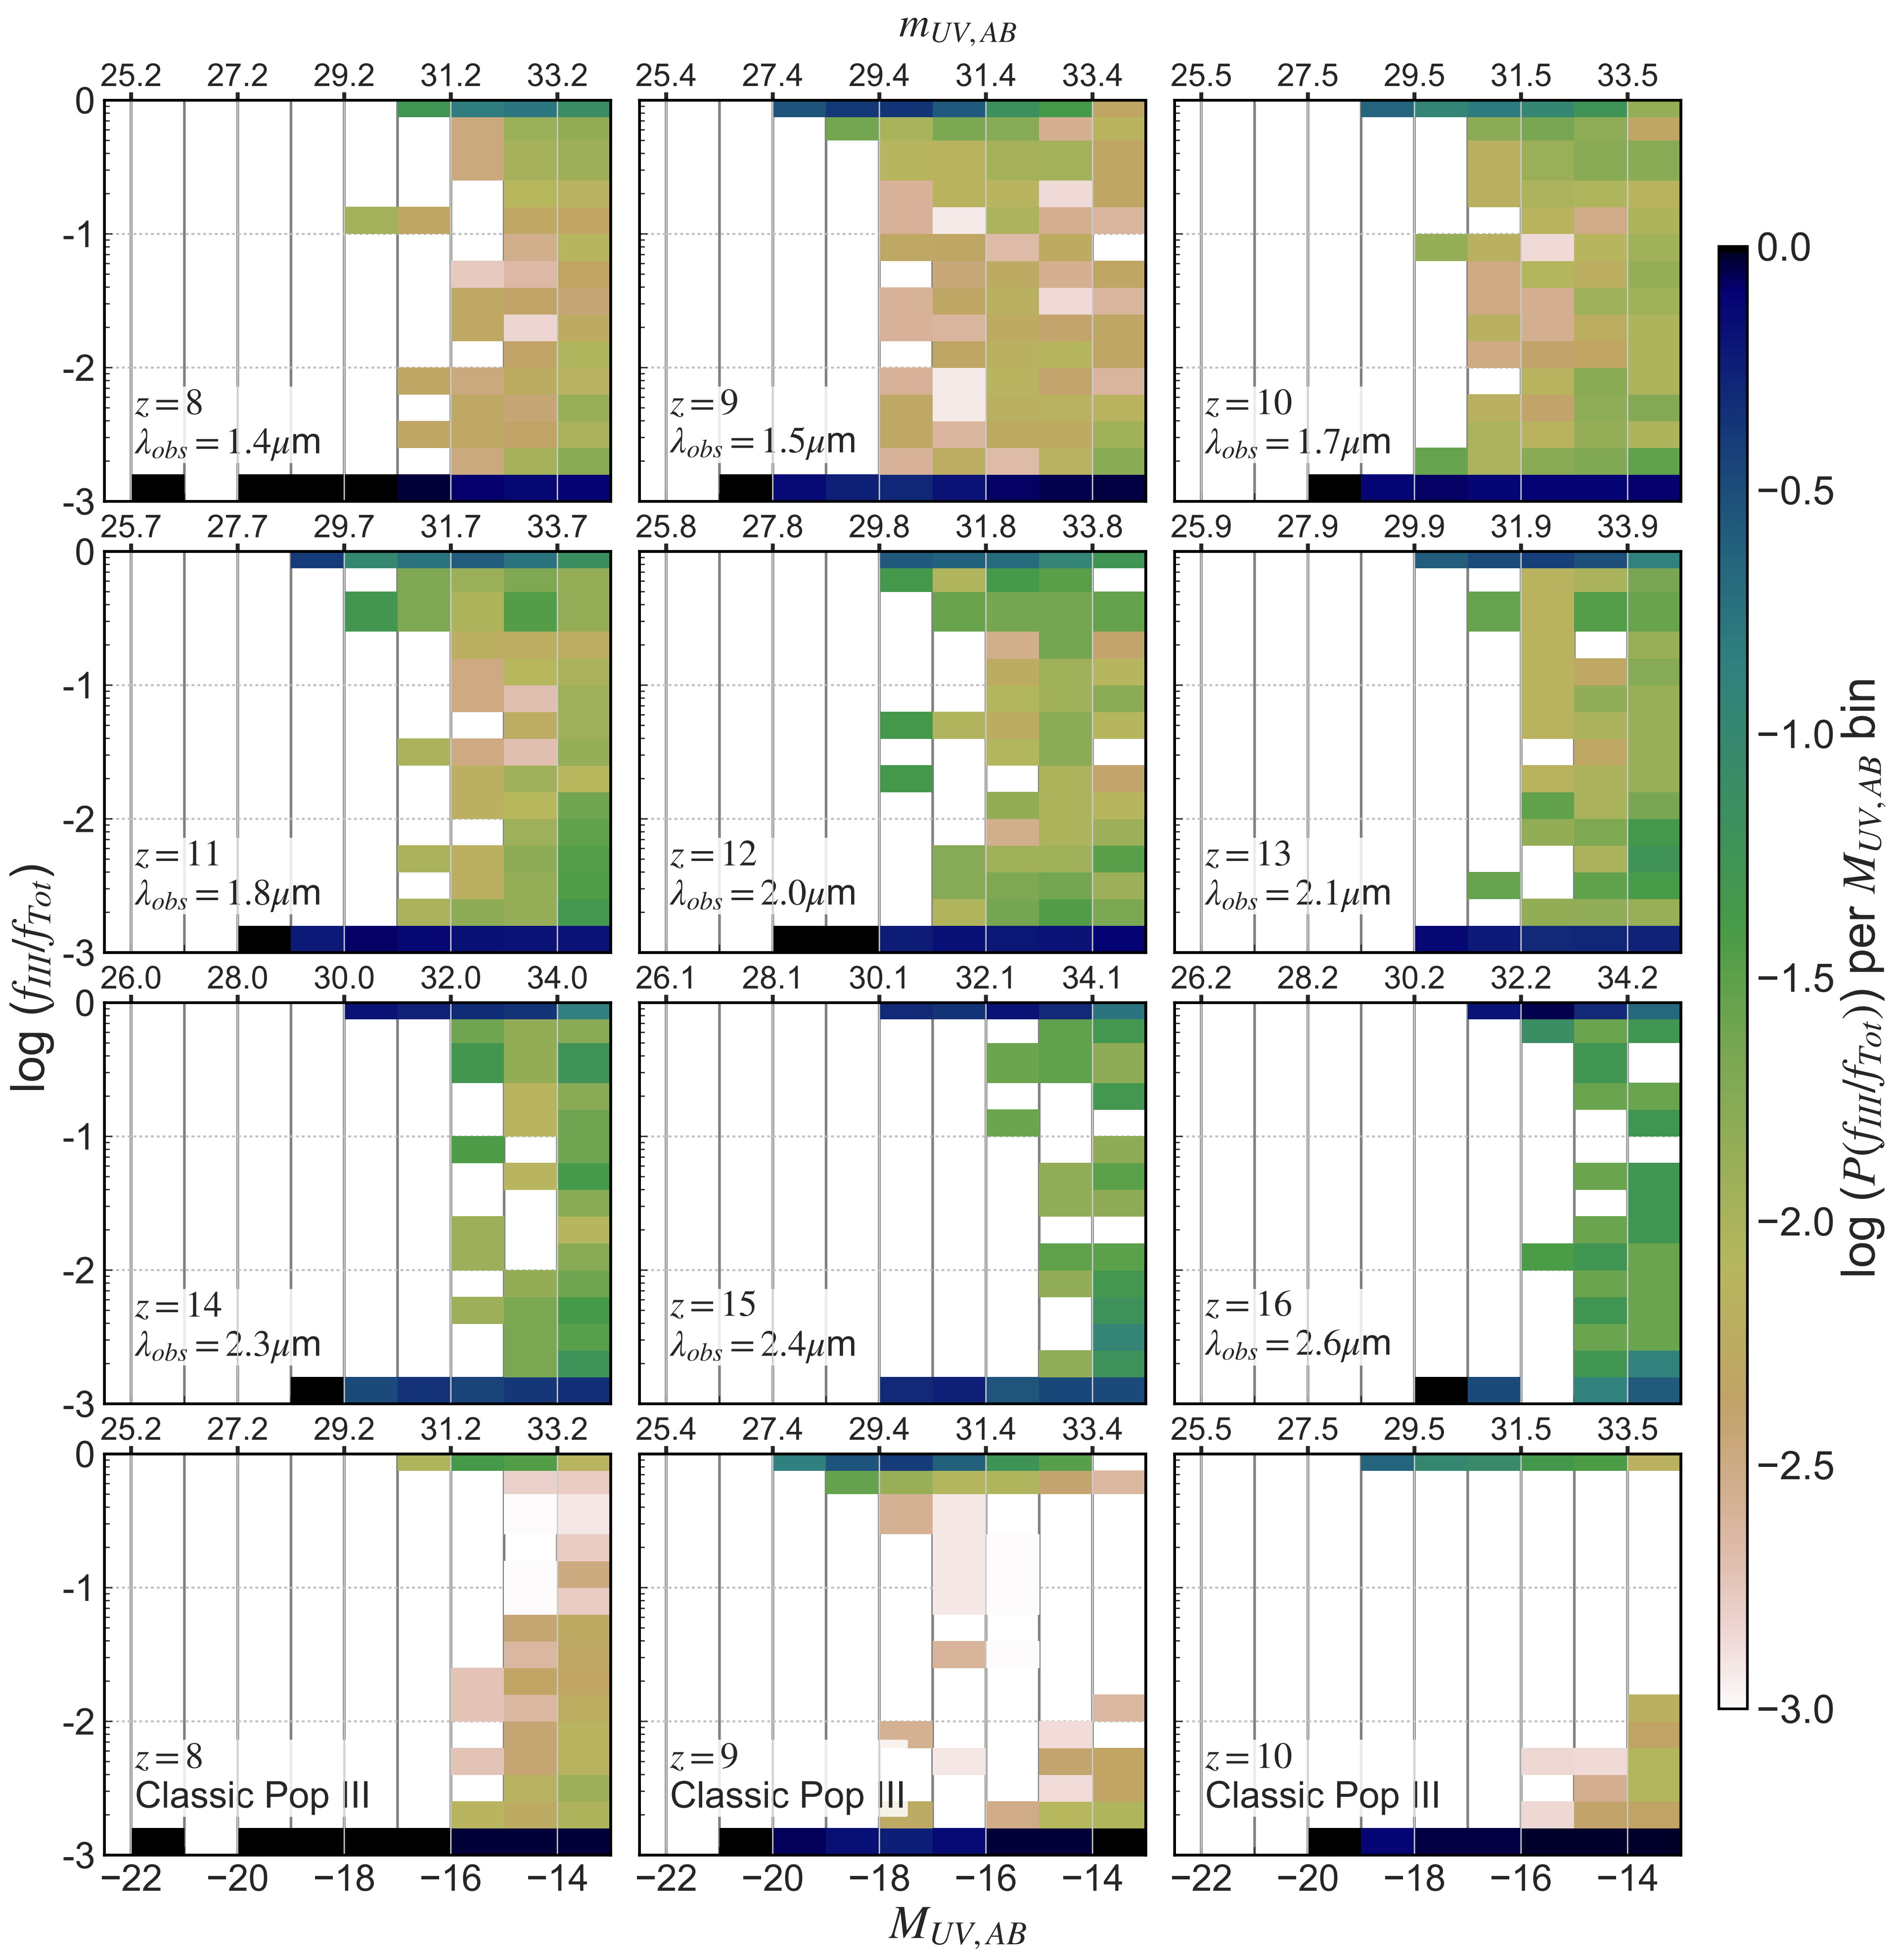 m_{UV,AB}
25.2 27.2 29.2 31.2 33.2 25.4 27.4 29.4 31.4 33.4 25.5 27.5 29.5 31.5 33.5
0
-1
-2
-3
z=8
λ_{obs}=1.4μm
z=9
λ_{obs}=1.5μm
z=10
λ_{obs}=1.7μm
25.7 27.7 29.7 31.7 33.7 25.8 27.8 29.8 31.8 33.8 25.9 27.9 29.9 31.9 33.9
0
-1
-2
-3
z=11
λ_{obs}=1.8μm
z=12
λ_{obs}=2.0μm
z=13
λ_{obs}=2.1μm
26.0 28.0 30.0 32.0 34.0 26.1 28.1 30.1 32.1 34.1 26.2 28.2 30.2 32.2 34.2
0
-1
-2
-3
z=14
λ_{obs}=2.3μm
z=15
λ_{obs}=2.4μm
z=16
λ_{obs}=2.6μm
25.2 27.2 29.2 31.2 33.2 25.4 27.4 29.4 31.4 33.4 25.5 27.5 29.5 31.5 33.5
0
-1
-2
-3
z=8
Classic Pop III
z=9
Classic Pop III
z=10
Classic Pop III
−22 −20 −18 −16 −14 −22 −20 −18 −16 −14 −22 −20 −18 −16 −14
M_{UV,AB}
log (f_{III}/f_{Tot})
0.0
−0.5
−1.0
−1.5
−2.0
−2.5
−3.0
log (P(f_{III}/f_{Tot})) per M_{UV,AB} bin